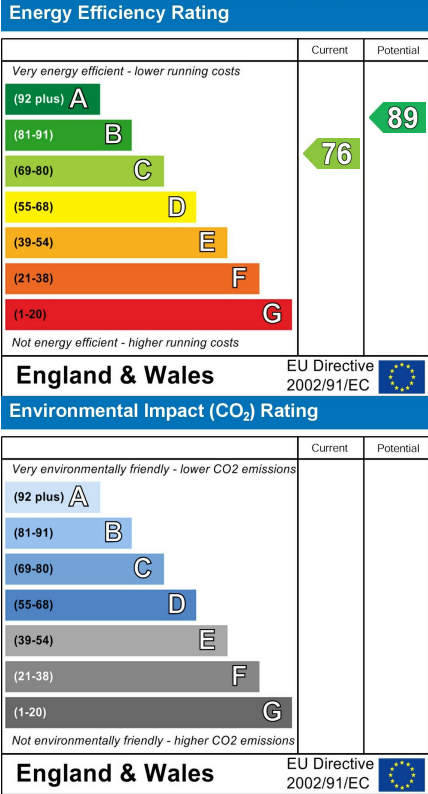 Energy Efficiency Rating
Current Potential
Very energy efficient - lower running costs
(92 plus) A
89
(81-91) B
76
(69-80) C
(55-68) D
(39-54) E
(21-38) F
(1-20) G
Not energy efficient - higher running costs
England & Wales
EU Directive
2002/91/EC
Environmental Impact (CO₂) Rating
Current Potential
Very environmentally friendly - lower CO2 emissions
(92 plus) A
(81-91) B
(69-80) C
(55-68) D
(39-54) E
(21-38) F
(1-20) G
Not environmentally friendly - higher CO2 emissions
England & Wales
EU Directive
2002/91/EC